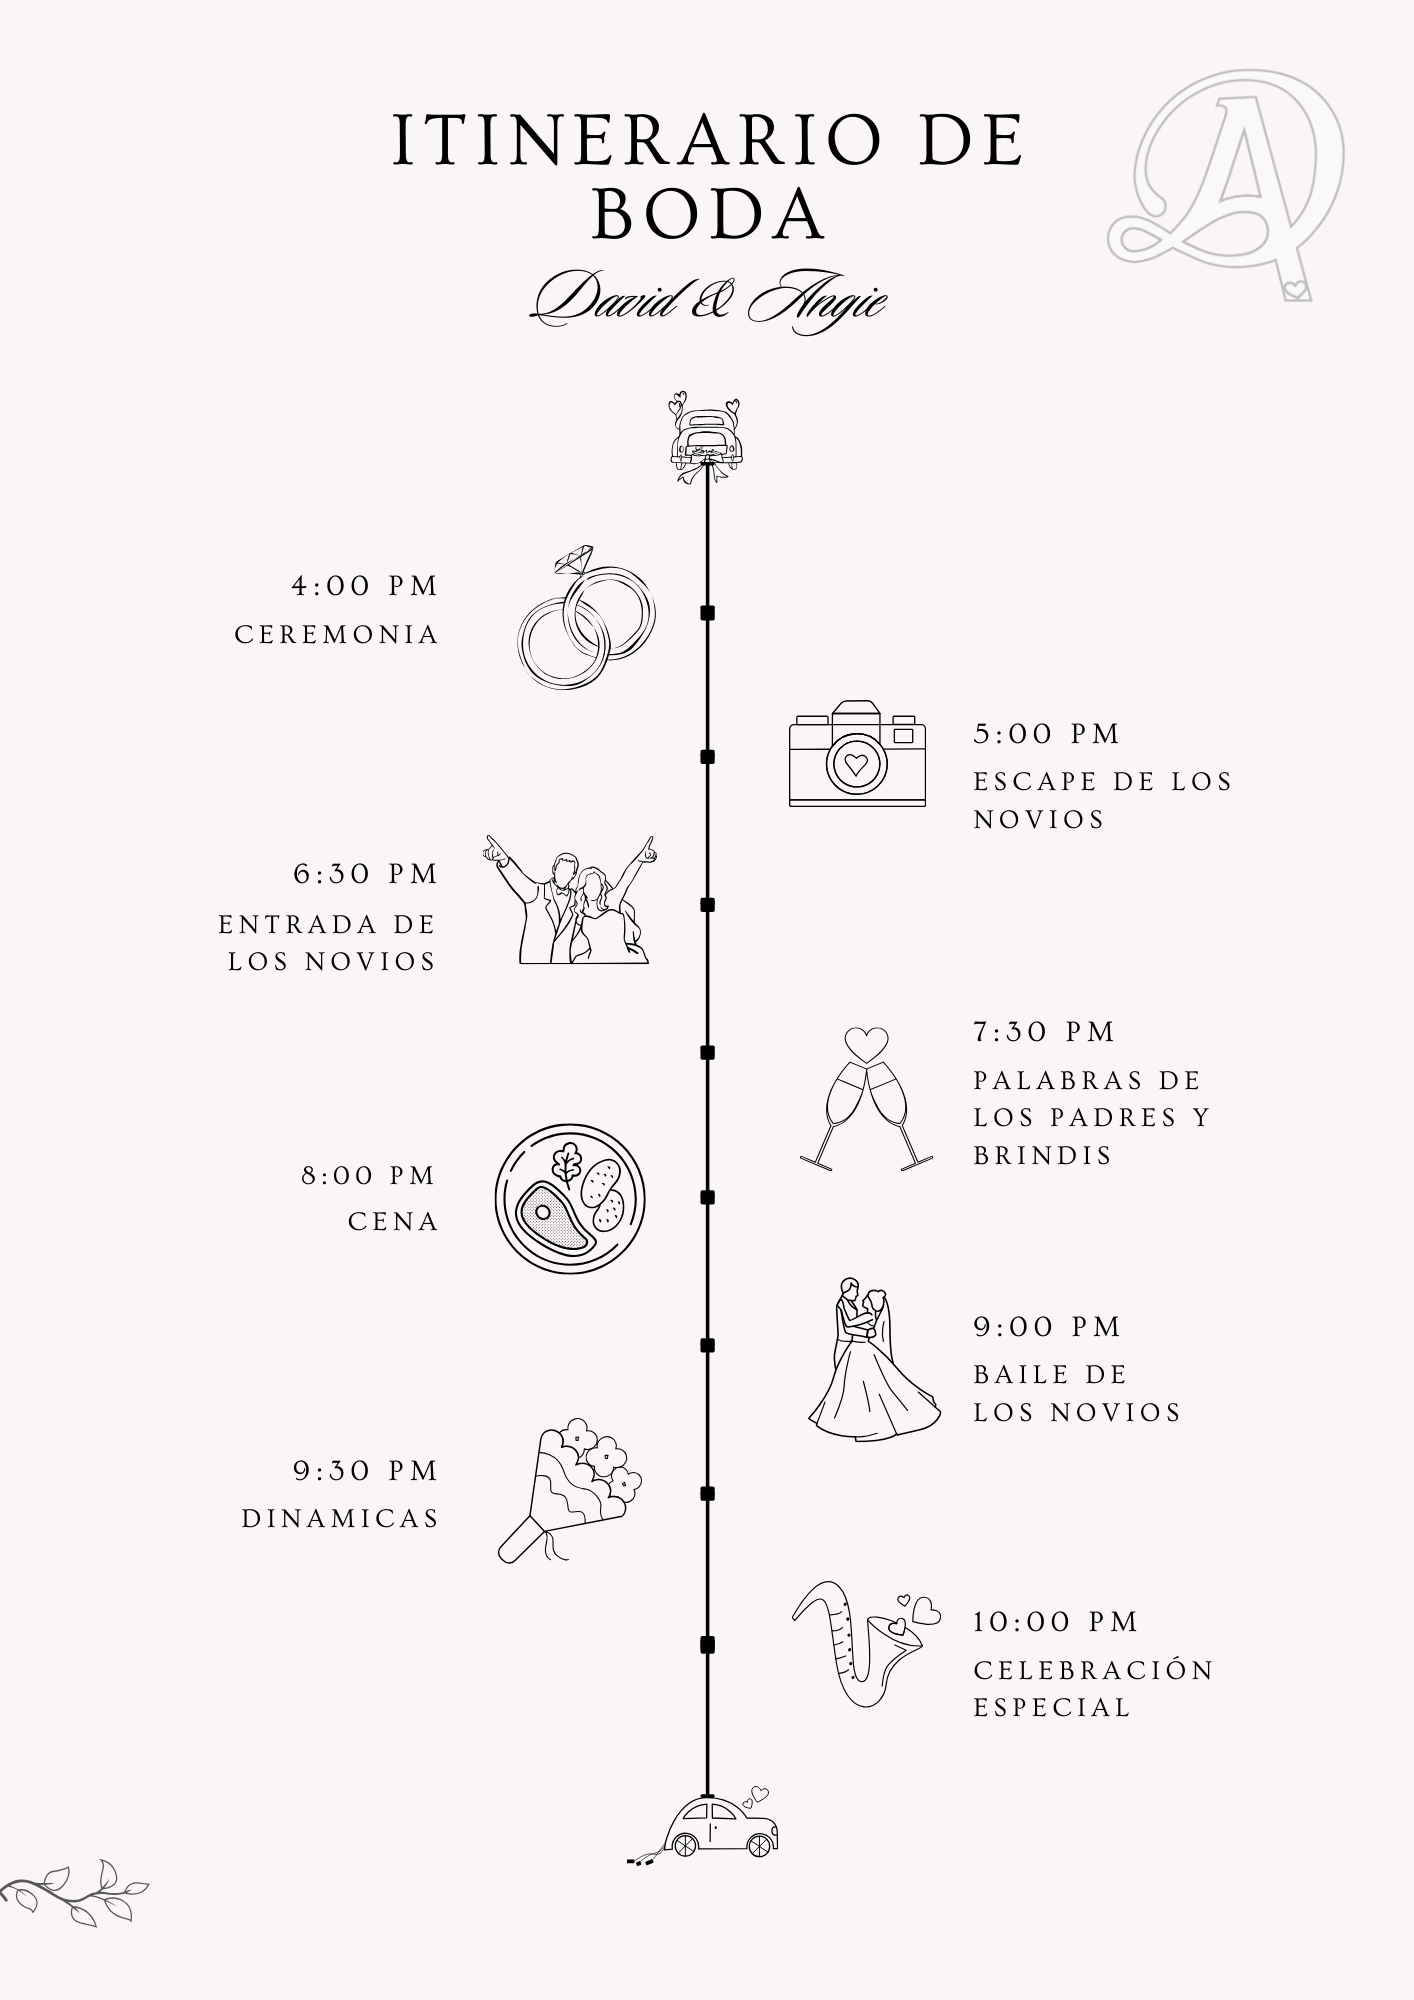 ITINERARIO DE
BODA
David & Angie
4:00 PM
CEREMONIA
5:00 PM
ESCAPE DE LOS
NOVIOS
6:30 PM
ENTRADA DE
LOS NOVIOS
7:30 PM
PALABRAS DE
LOS PADRES Y
BRINDIS
8:00 PM
CENA
9:00 PM
BAILE DE
LOS NOVIOS
9:30 PM
DINAMICAS
10:00 PM
CELEBRACIÓN
ESPECIAL